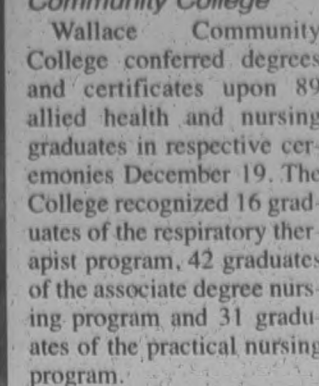 Community College
Wallace Community
College conferred degrees
and certificates upon 89
allied health and nursing
graduates in respective cer-
emonies December 19. The
College recognized 16 grad-
uates of the respiratory ther-
apist program, 42 graduates
of the associate degree nurs-
ing program and 31 gradu-
ates of the practical nursing
program.